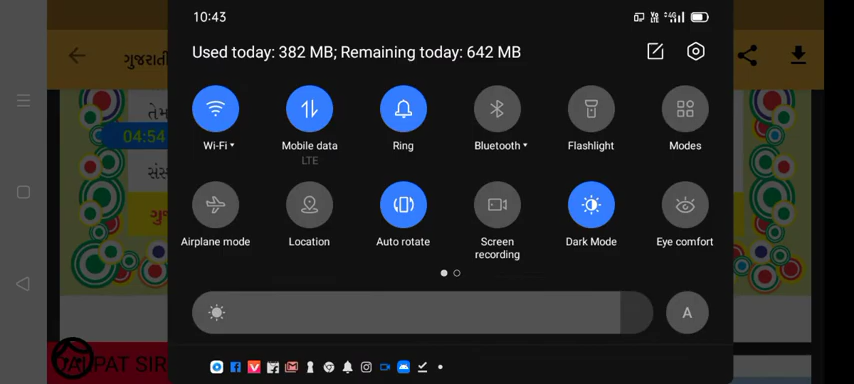 10:43
Used today: 382 MB; Remaining today: 642 MB
ગુજરાતી
04:54
Wi-Fi
Mobile data
LTE
Ring
Bluetooth
Flashlight
Modes
Airplane mode
Location
Auto rotate
Screen
recording
Dark Mode
Eye comfort
A
DALPAT SIR